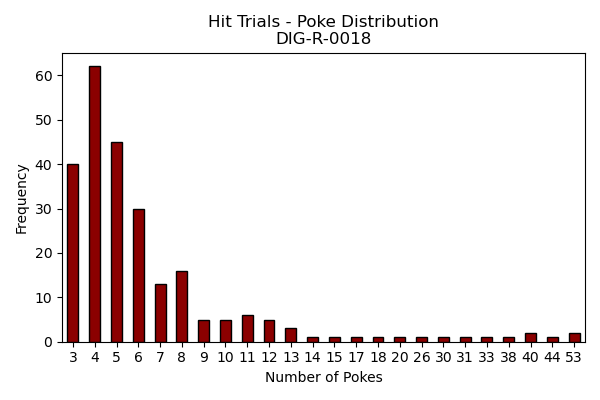 Hit Trials - Poke Distribution
DIG-R-0018
Frequency
60
50
40
30
20
10
0
3 4 5 6 7 8 9 10 11 12 13 14 15 17 18 20 26 30 31 33 38 40 44 53
Number of Pokes